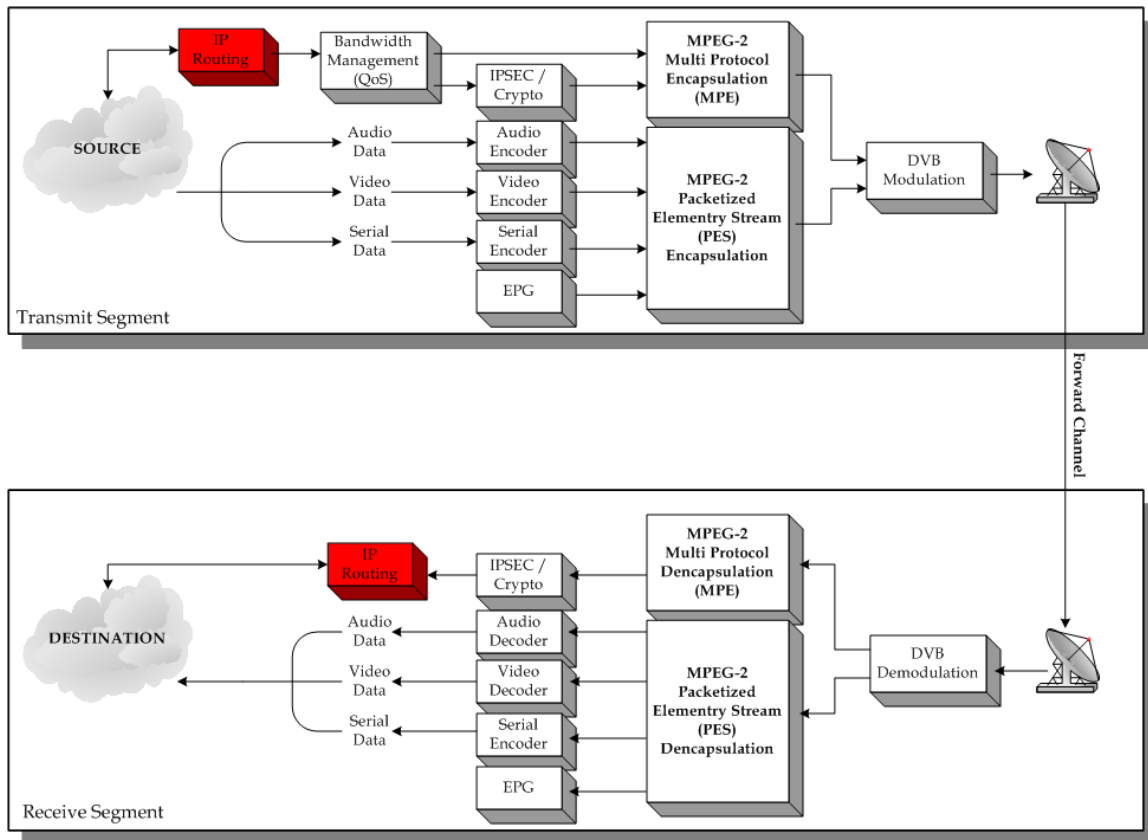 IP
Routing
Bandwidth
Management
(QoS)
IPSEC /
Crypto
MPEG-2
Multi Protocol
Encapsulation
(MPE)
SOURCE
Audio
Data
Audio
Encoder
Video
Data
Video
Encoder
Serial
Data
Serial
Encoder
EPG
MPEG-2
Packetized
Elementry Stream
(PES)
Encapsulation
DVB
Modulation
Transmit Segment
Forward Channel
IP
Routing
IPSEC /
Crypto
MPEG-2
Multi Protocol
Dencapsulation
(MPE)
DESTINATION
Audio
Data
Audio
Decoder
Video
Data
Video
Decoder
Serial
Data
Serial
Encoder
EPG
MPEG-2
Packetized
Elementry Stream
(PES)
Dencapsulation
DVB
Demodulation
Receive Segment